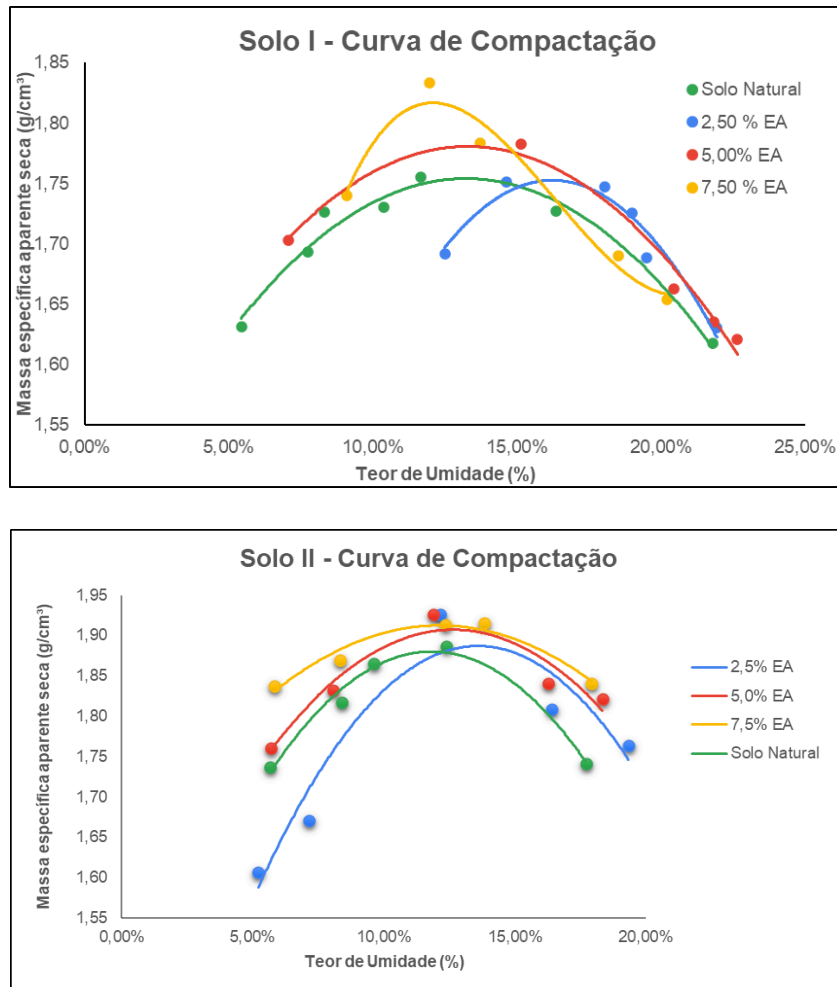 Solo I - Curva de Compactação
Massa específica aparente seca (g/cm³)
1,85
1,80
1,75
1,70
1,65
1,60
1,55
0,00%
5,00%
10,00%
15,00%
20,00%
25,00%
Teor de Umidade (%)
Solo Natural
2,50 % EA
5,00% EA
7,50 % EA
Solo II - Curva de Compactação
Massa específica aparente seca (g/cm³)
1,95
1,90
1,85
1,80
1,75
1,70
1,65
1,60
1,55
0,00%
5,00%
10,00%
15,00%
20,00%
Teor de Umidade (%)
2,5% EA
5,0% EA
7,5% EA
Solo Natural